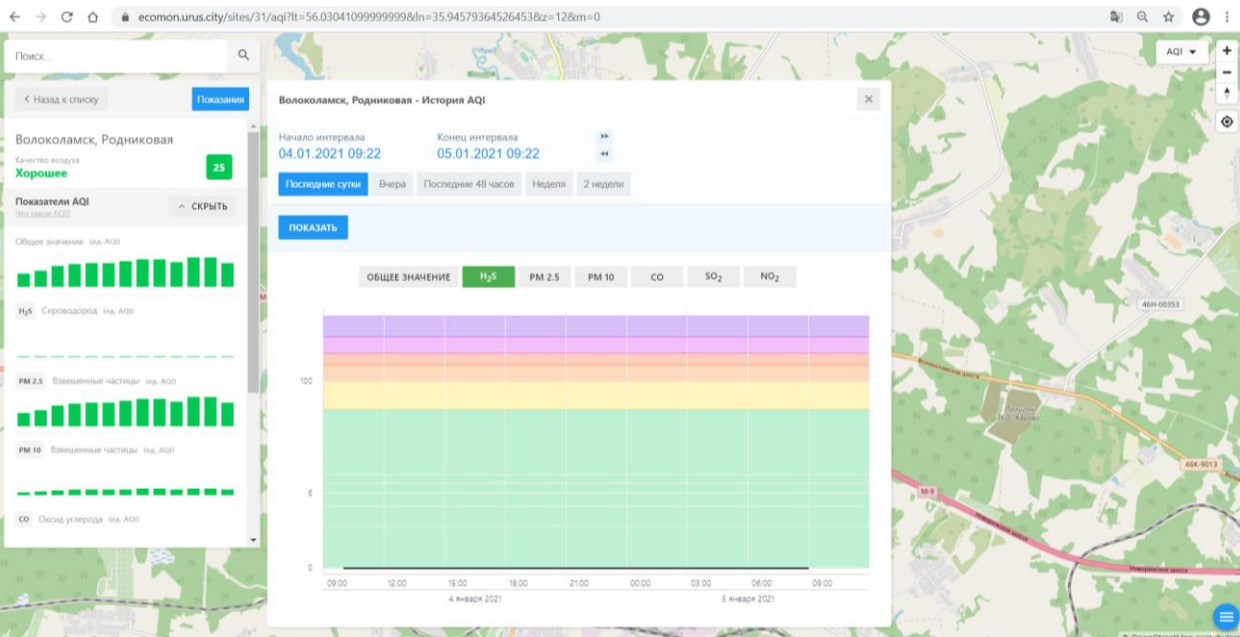 ecomon.urus.city/sites/31/aqi?lt=56.03041099999999&ln=35.94579364526453&z=12&m=0
Поиск...
AQI
< Назад к списку
Показания
Волоколамск, Родниковая
Качество воздуха
Хорошее
25
Показатели AQI
Что такое AQI?
СКРЫТЬ
Общее значение (ед. AQI)
H₂S Сероводород (ед. AQI)
PM 2.5 Взвешенные частицы (ед. AQI)
PM 10 Взвешенные частицы (ед. AQI)
CO Оксид углерода (ед. AQI)
Волоколамск, Родниковая - История AQI
Начало интервала
04.01.2021 09:22
Конец интервала
05.01.2021 09:22
Последние сутки Вчера Последние 48 часов Неделя 2 недели
ПОКАЗАТЬ
ОБЩЕЕ ЗНАЧЕНИЕ H₂S PM 2.5 PM 10 CO SO₂ NO₂
100
6
0
09:00 12:00 15:00 18:00 21:00 00:00 03:00 06:00 09:00
4 января 2021 5 января 2021
46Н-00353
Волоколамское шоссе
46К-9013
М-9
Новорижское шоссе
Новорижское шоссе